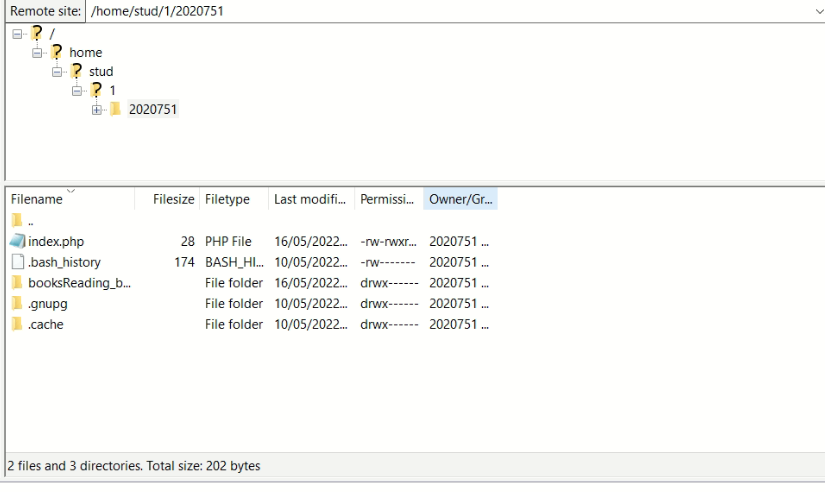 Remote site: /home/stud/1/2020751
/
home
stud
1
2020751
Filename Filesize Filetype Last modifi... Permissi... Owner/Gr...
..
index.php 28 PHP File 16/05/2022... -rw-rwxr... 2020751 ...
.bash_history 174 BASH_HI... 10/05/2022... -rw------- 2020751 ...
booksReading_b... File folder 16/05/2022... drwx------ 2020751 ...
.gnupg File folder 10/05/2022... drwx------ 2020751 ...
.cache File folder 10/05/2022... drwx------ 2020751 ...
2 files and 3 directories. Total size: 202 bytes